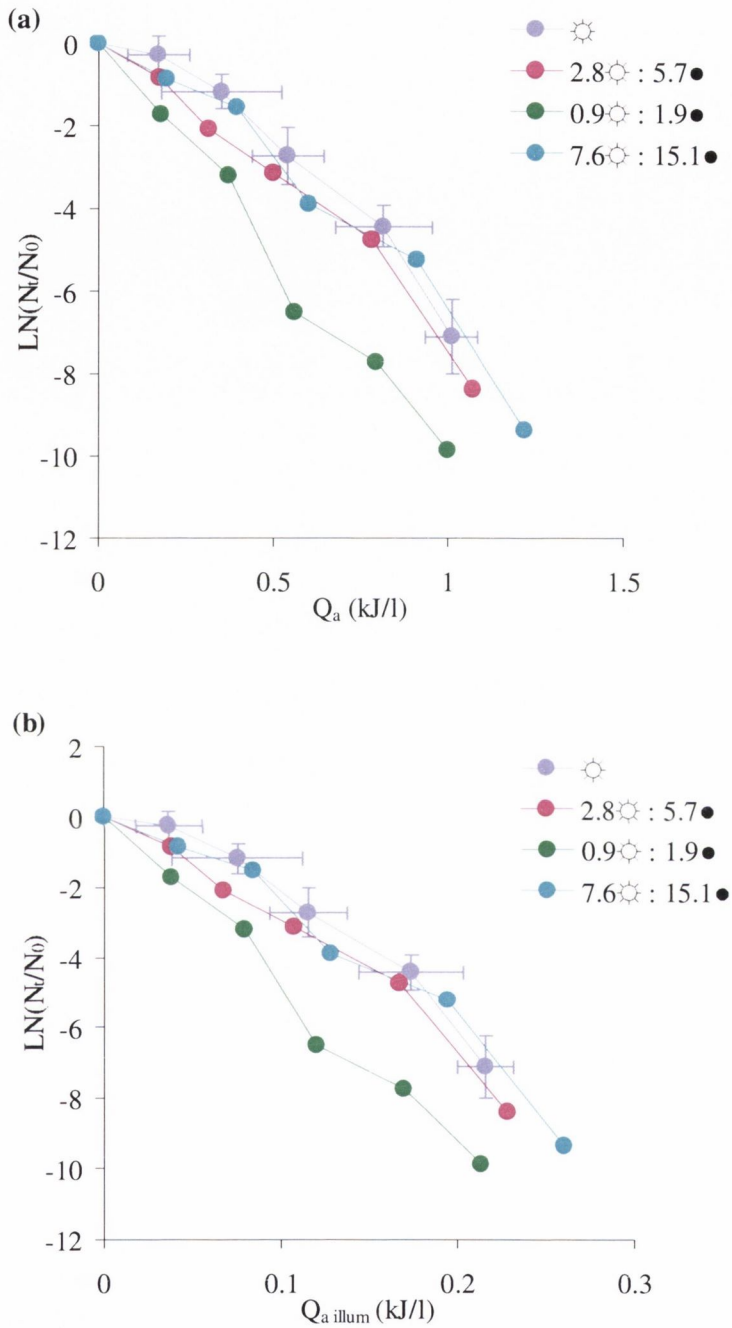 (a)
0
-2
-4
-6
-8
-10
-12
LN(Nt/N0)
0 0.5 1 1.5
Qa (kJ/l)
☼
2.8☼ : 5.7●
0.9☼ : 1.9●
7.6☼ : 15.1●
(b)
2
0
-2
-4
-6
-8
-10
-12
LN(Nt/N0)
0 0.1 0.2 0.3
Qa illum (kJ/l)
☼
2.8☼ : 5.7●
0.9☼ : 1.9●
7.6☼ : 15.1●